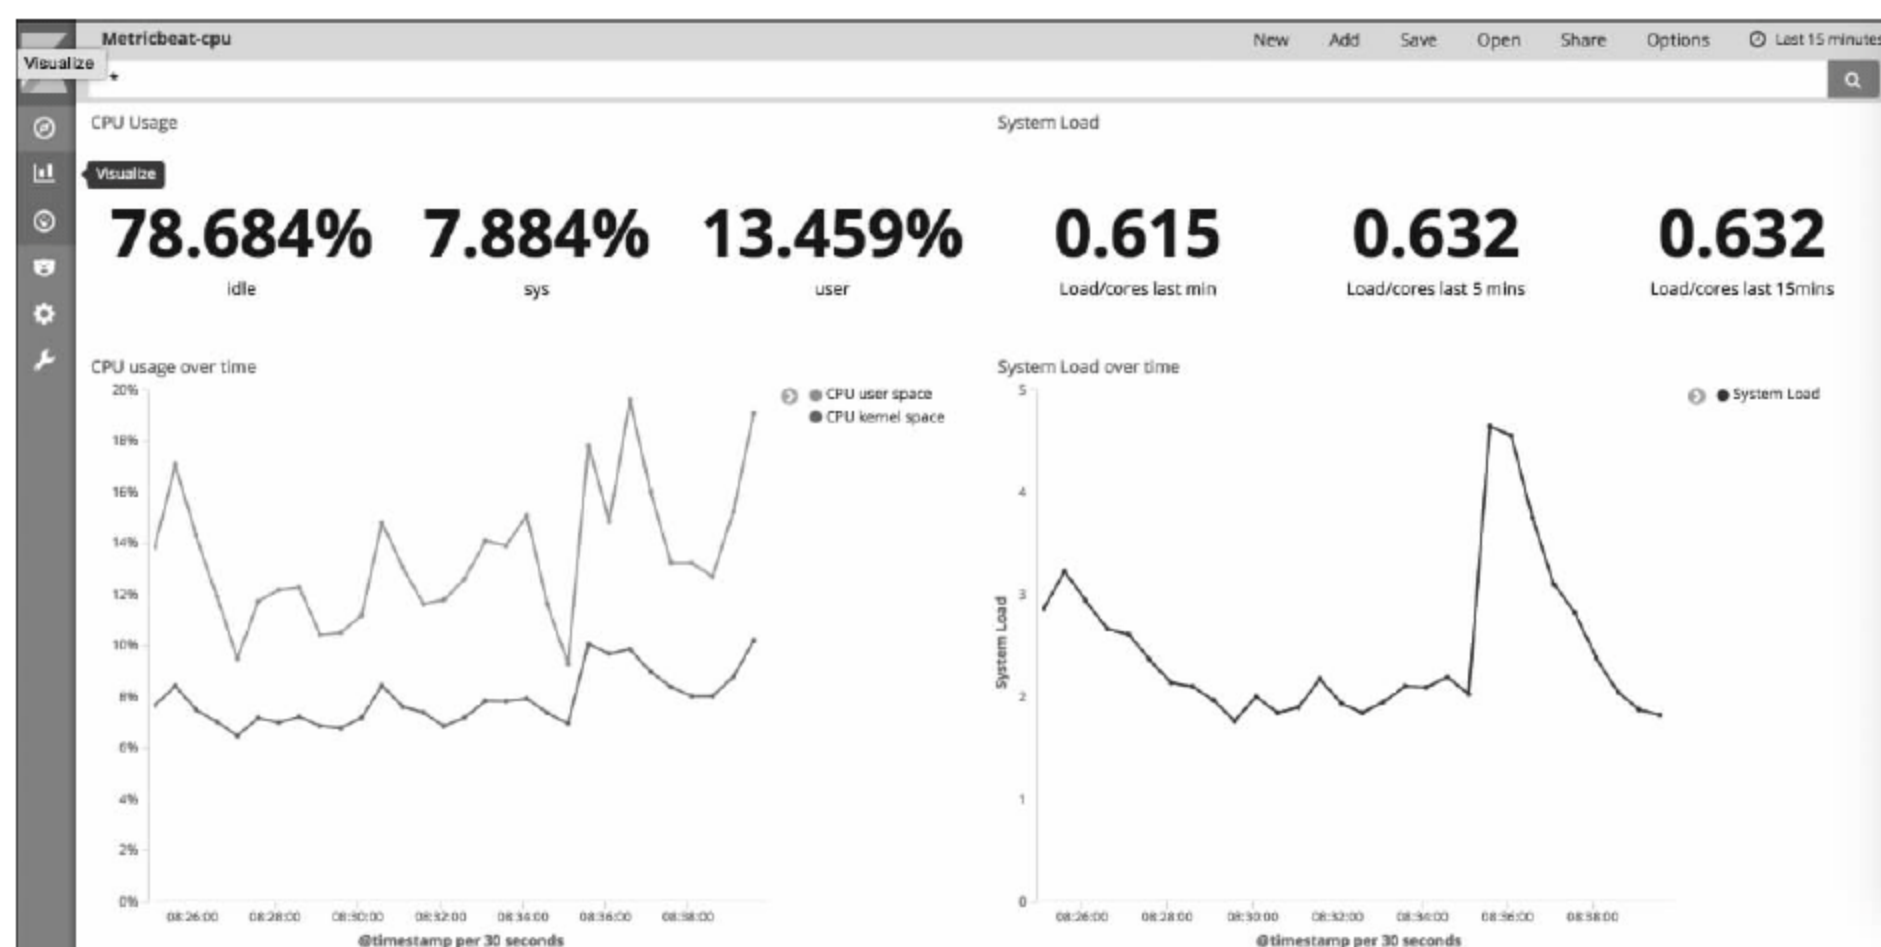 Metricbeat-cpu
New Add Save Open Share Options Last 15 minutes
Visualize
*
CPU Usage
System Load
Visualize
78.684% 7.884% 13.459%
idle sys user
0.615 0.632 0.632
Load/cores last min Load/cores last 5 mins Load/cores last 15mins
CPU usage over time
CPU user space
CPU kernel space
20%
18%
16%
14%
12%
10%
8%
6%
4%
2%
0%
08:26:00 08:28:00 08:30:00 08:32:00 08:34:00 08:36:00 08:38:00
@timestamp per 30 seconds
System Load over time
System Load
System Load
5
4
3
2
1
0
08:26:00 08:28:00 08:30:00 08:32:00 08:34:00 08:36:00 08:38:00
@timestamp per 30 seconds